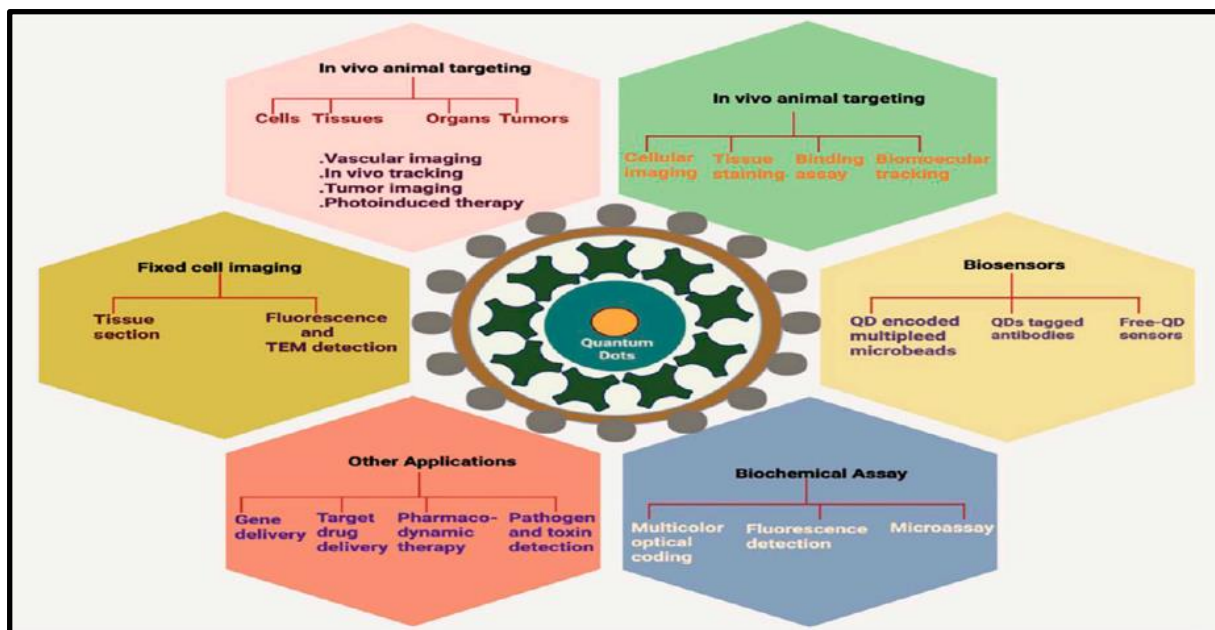 In vivo animal targeting
Cells Tissues Organs Tumors
.Vascular imaging
.In vivo tracking
.Tumor imaging
.Photoinduced therapy
In vivo animal targeting
Cellular imaging
Tissue staining
Binding assay
Biomoecular tracking
Fixed cell imaging
Tissue section
Fluorescence and TEM detection
Quantum
Dots
Biosensors
QD encoded multipleed microbeads
QDs tagged antibodies
Free-QD sensors
Other Applications
Gene delivery
Target drug delivery
Pharmaco-dynamic therapy
Pathogen and toxin detection
Biochemical Assay
Multicolor optical coding
Fluorescence detection
Microassay